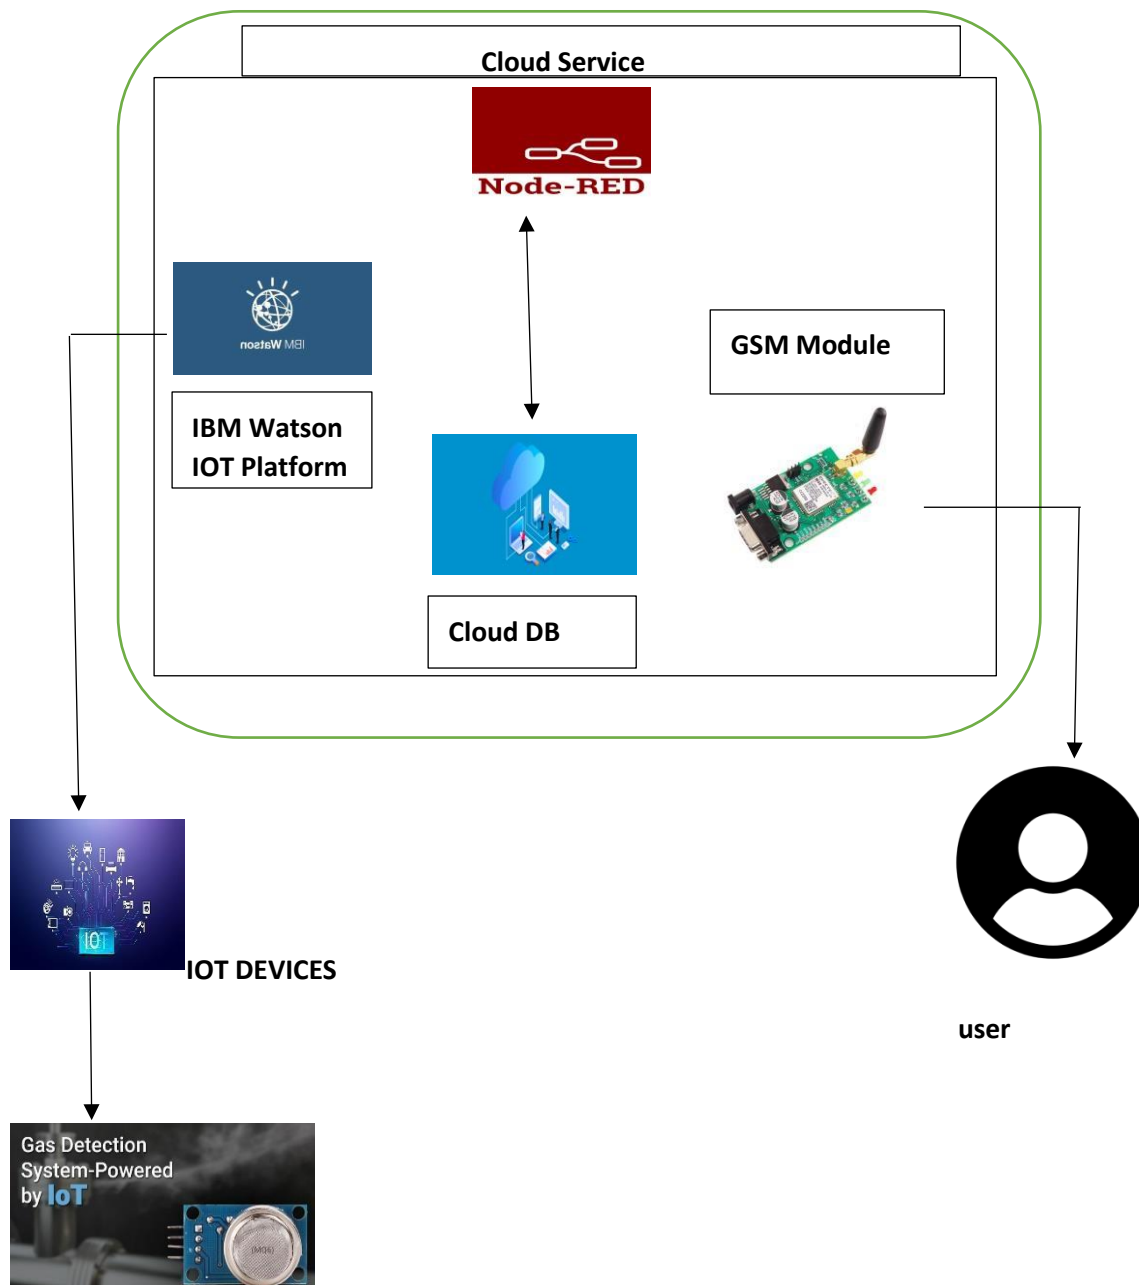 Cloud Service
Node-RED
IBM Watson
GSM Module
IBM Watson
IOT Platform
Cloud DB
IOT
IOT DEVICES
user
Gas Detection
System-Powered
by IoT
(MQ6)